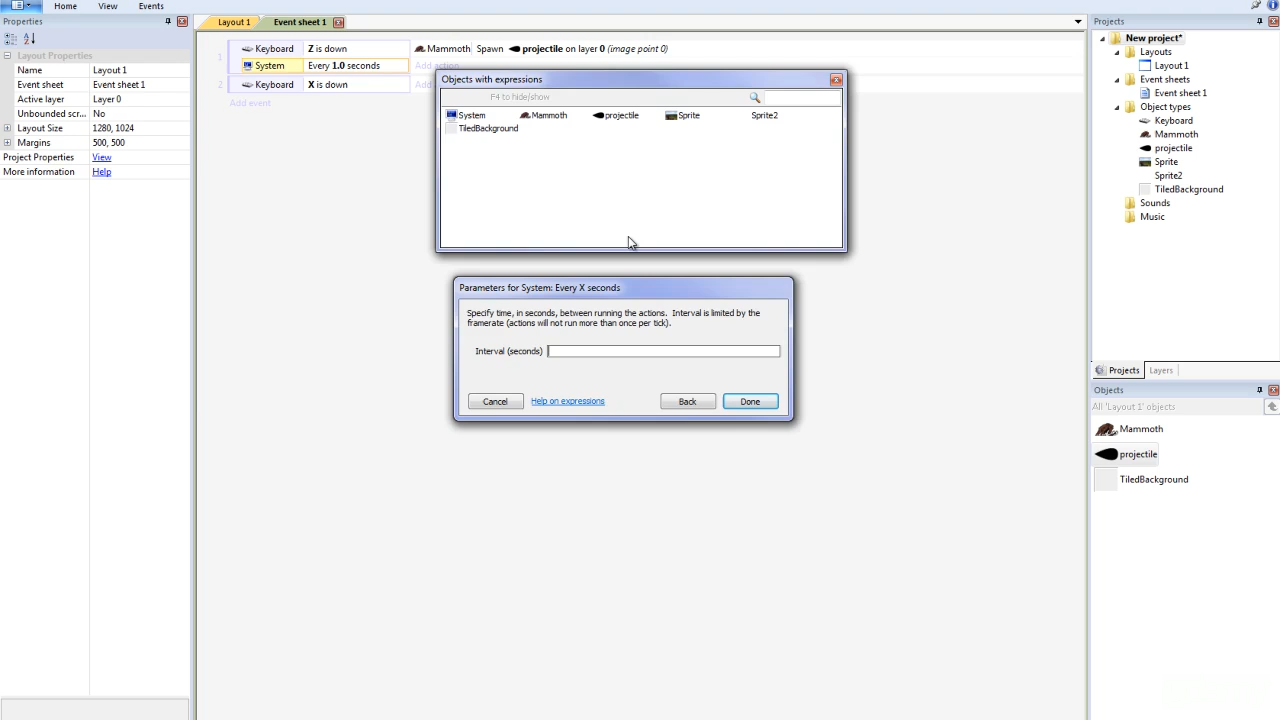 Home View Events
Properties
Layout 1 Event sheet 1
Projects
Layout Properties
Name Layout 1
Event sheet Event sheet 1
Active layer Layer 0
Unbounded scr... No
Layout Size 1280, 1024
Margins 500, 500
Project Properties View
More information Help
1
Keyboard Z is down
Mammoth Spawn projectile on layer 0 (image point 0)
System Every 1.0 seconds
Add action
2 Keyboard X is down
Add
Add event
Objects with expressions
F4 to hide/show
System Mammoth projectile Sprite Sprite2
TiledBackground
Parameters for System: Every X seconds
Specify time, in seconds, between running the actions. Interval is limited by the
framerate (actions will not run more than once per tick).
Interval (seconds)
Cancel Help on expressions Back Done
New project*
Layouts
Layout 1
Event sheets
Event sheet 1
Object types
Keyboard
Mammoth
projectile
Sprite
Sprite2
TiledBackground
Sounds
Music
Projects Layers
Objects
All 'Layout 1' objects
Mammoth
projectile
TiledBackground